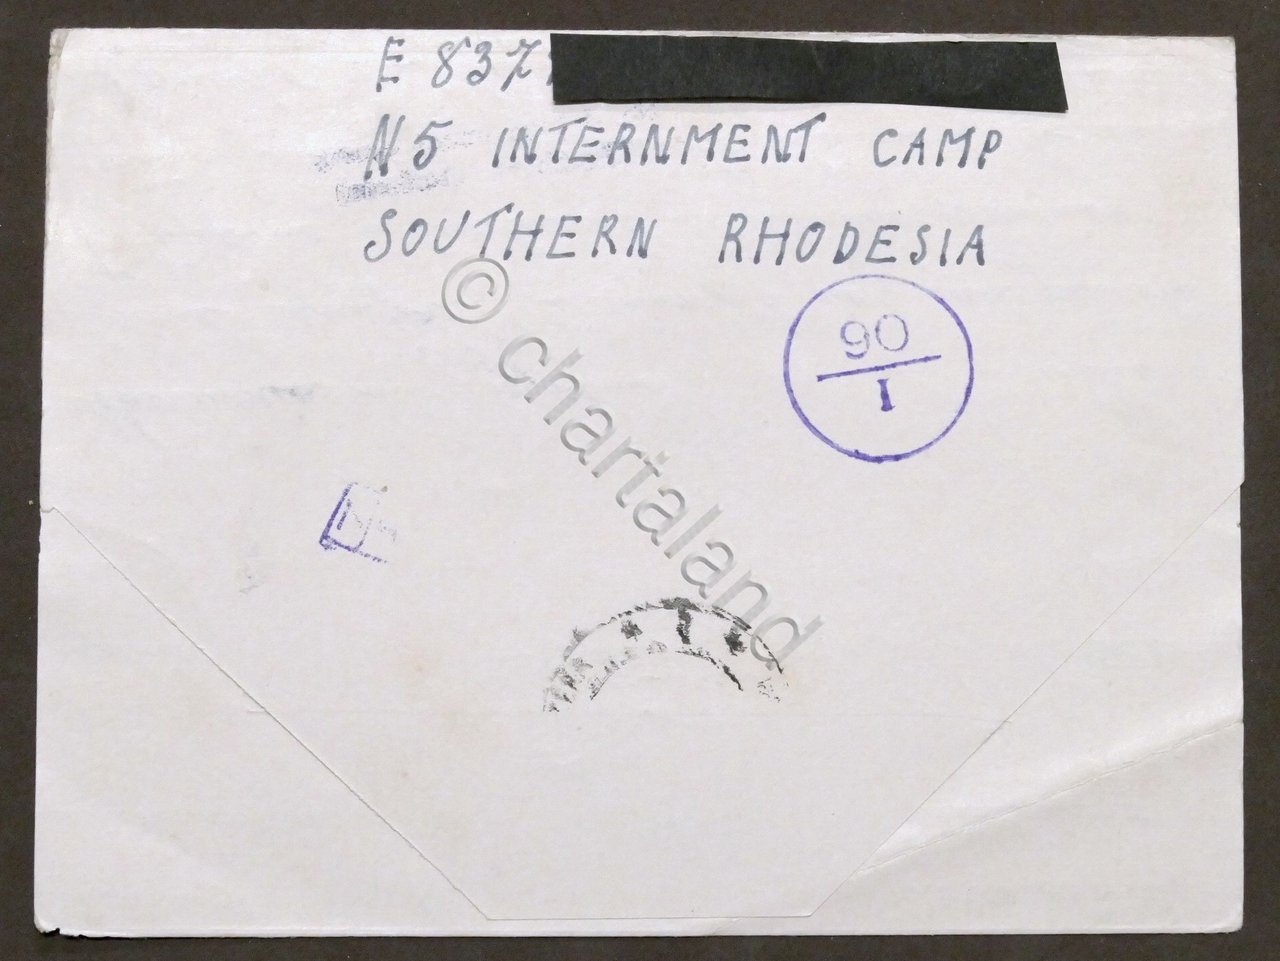 E 837
N5 INTERNMENT CAMP
SOUTHERN RHODESIA
90
I
© chartaland